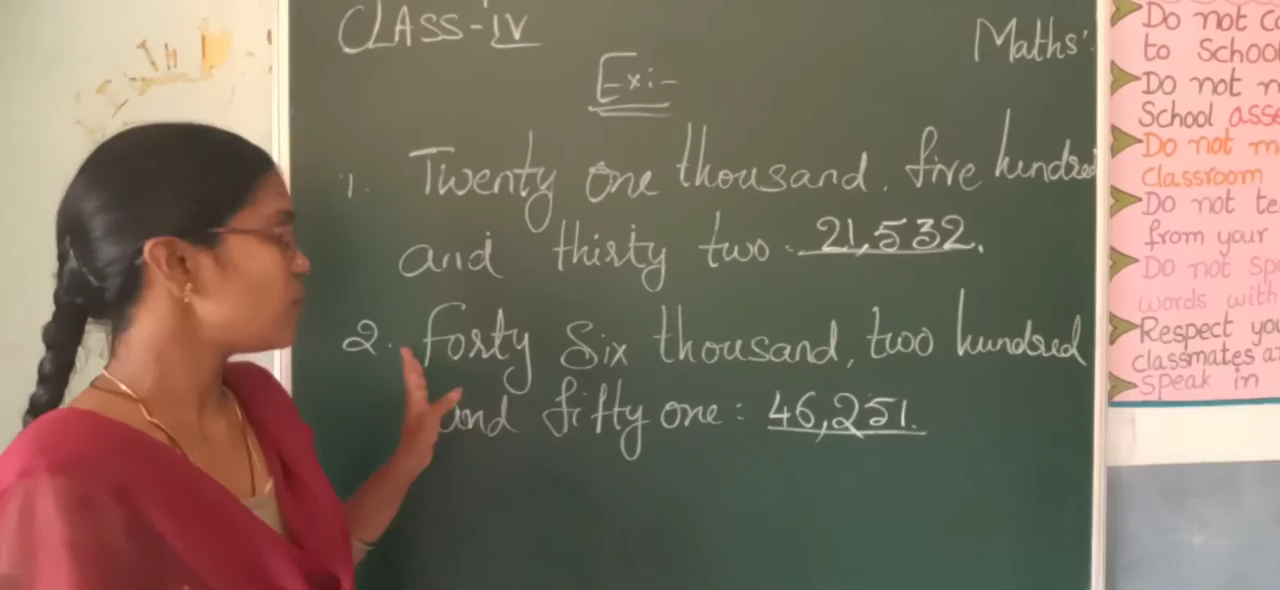 CLASS-IV
Maths:
Ex:-
1. Twenty one thousand. five hundred
and thirty two - 21,532.
2. Forty Six thousand, two hundred
and fifty one : 46,251.
Do not
to School
Do not
School
Do not
Classroom
Do not
from your
Do not
words with
Respect
classmates
speak in